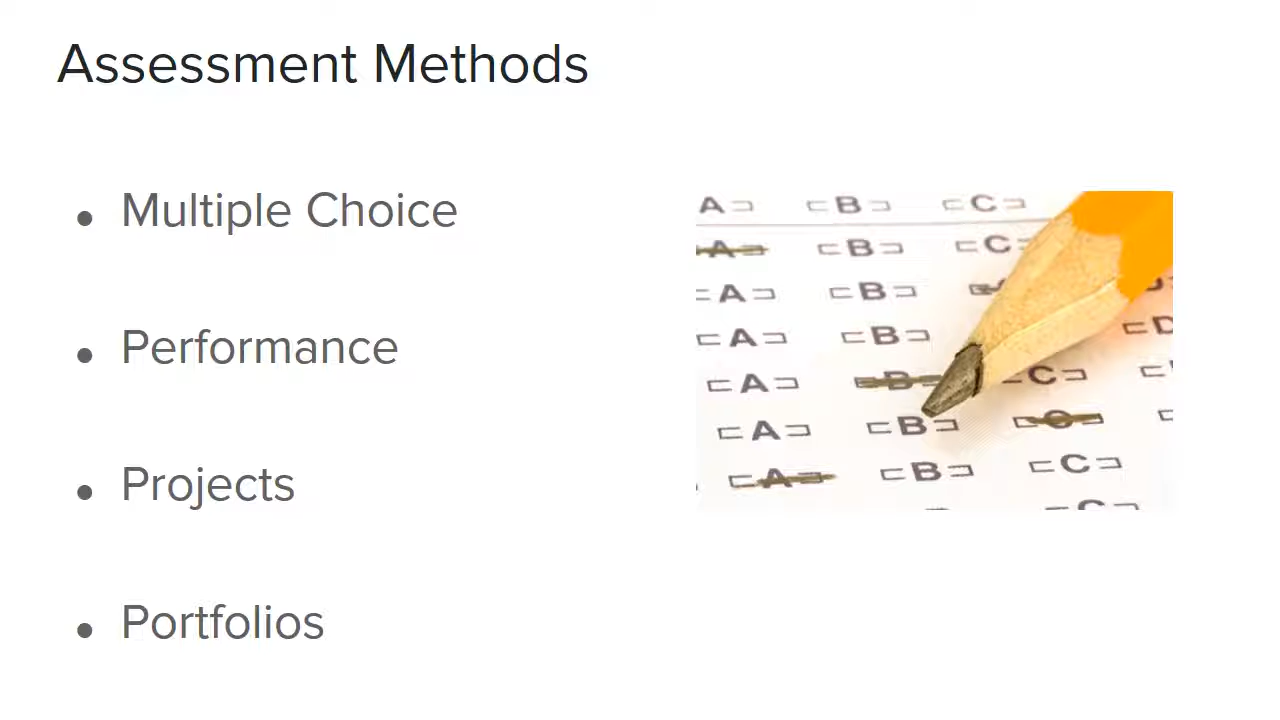 Assessment Methods
• Multiple Choice
• Performance
• Projects
• Portfolios
A B C
A B C
A B
A B D
A B C
A B C
A B C
C